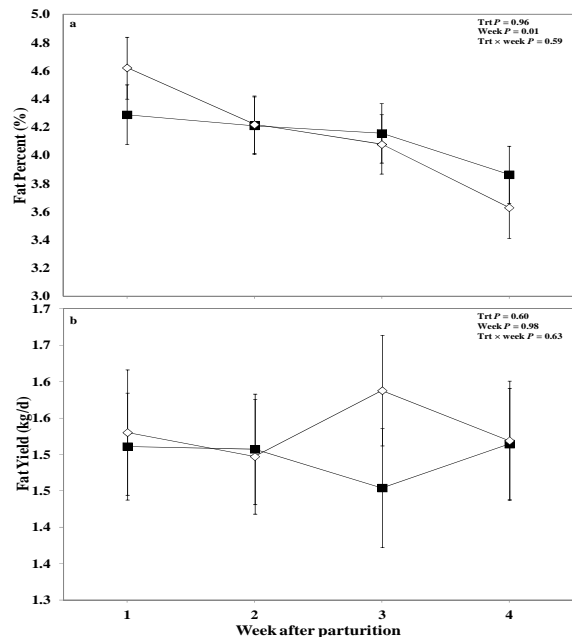 a
Trt P = 0.96
Week P = 0.01
Trt × week P = 0.59
Fat Percent (%)
5.0
4.8
4.6
4.4
4.2
4.0
3.8
3.6
3.4
3.2
3.0
b
Trt P = 0.60
Week P = 0.98
Trt × week P = 0.63
Fat Yield (kg/d)
1.7
1.7
1.6
1.6
1.5
1.5
1.4
1.4
1.3
1 2 3 4
Week after parturition